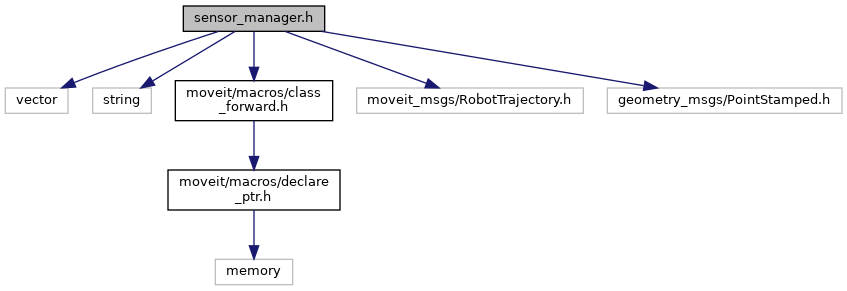 sensor_manager.h
vector
string
moveit/macros/class
_forward.h
moveit_msgs/RobotTrajectory.h
geometry_msgs/PointStamped.h
moveit/macros/declare
_ptr.h
memory